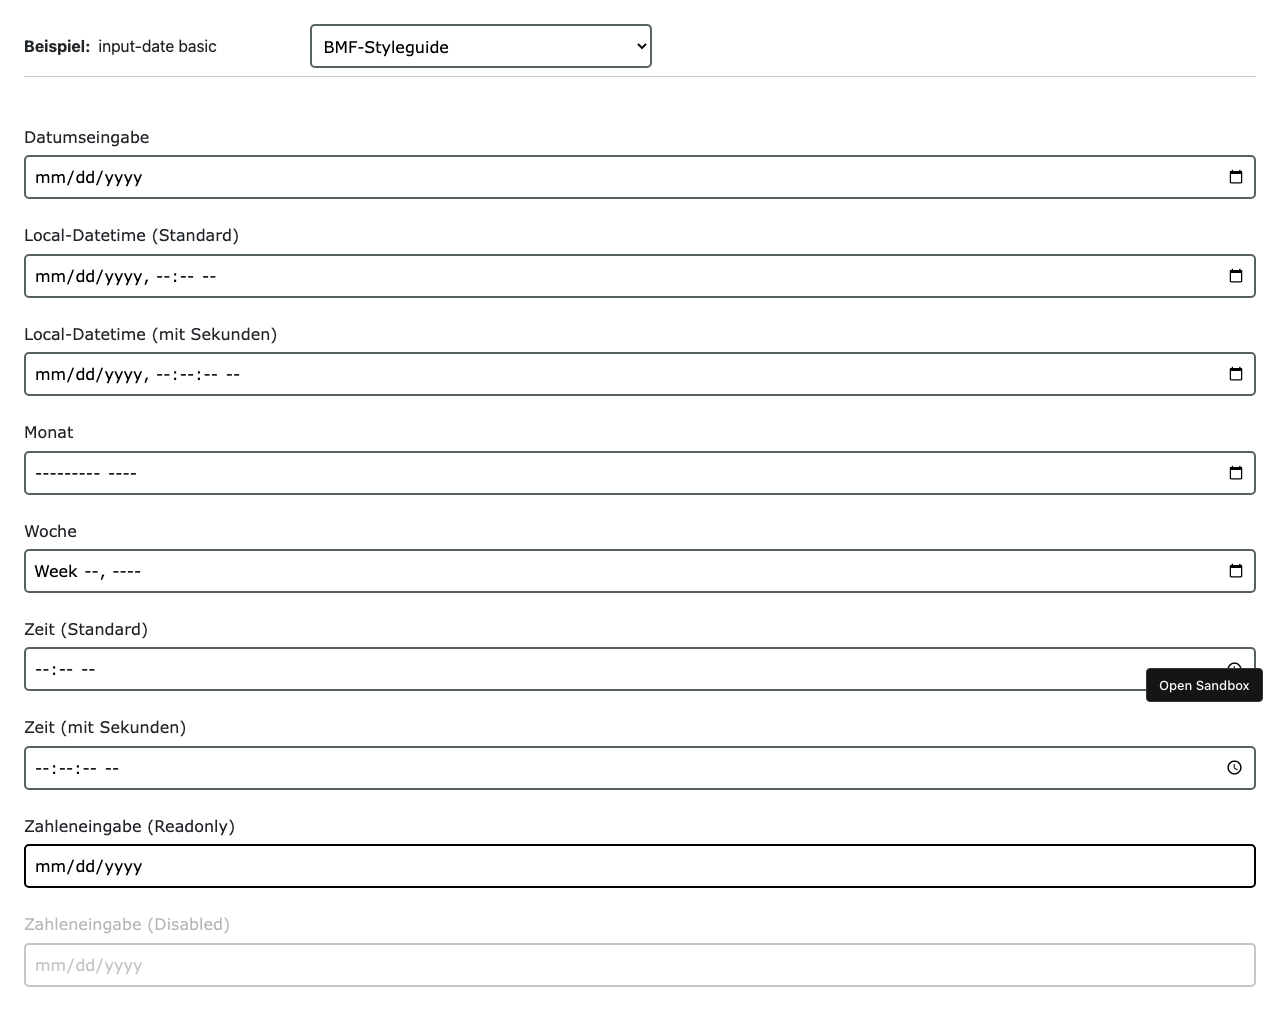 Beispiel: input-date basic
BMF-Styleguide
Datumseingabe
mm/dd/yyyy
Local-Datetime (Standard)
mm/dd/yyyy, --:-- --
Local-Datetime (mit Sekunden)
mm/dd/yyyy, --:--:-- --
Monat
--------- ----
Woche
Week --, ----
Zeit (Standard)
--:-- --
Open Sandbox
Zeit (mit Sekunden)
--:--:-- --
Zahleneingabe (Readonly)
mm/dd/yyyy
Zahleneingabe (Disabled)
mm/dd/yyyy